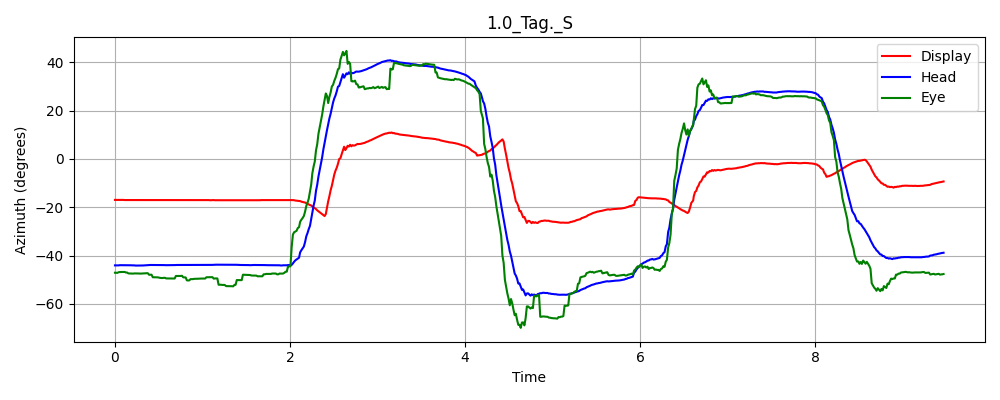 1.0_Tag._S
Display
Head
Eye
Azimuth (degrees)
40
20
0
−20
−40
−60
0 2 4 6 8
Time